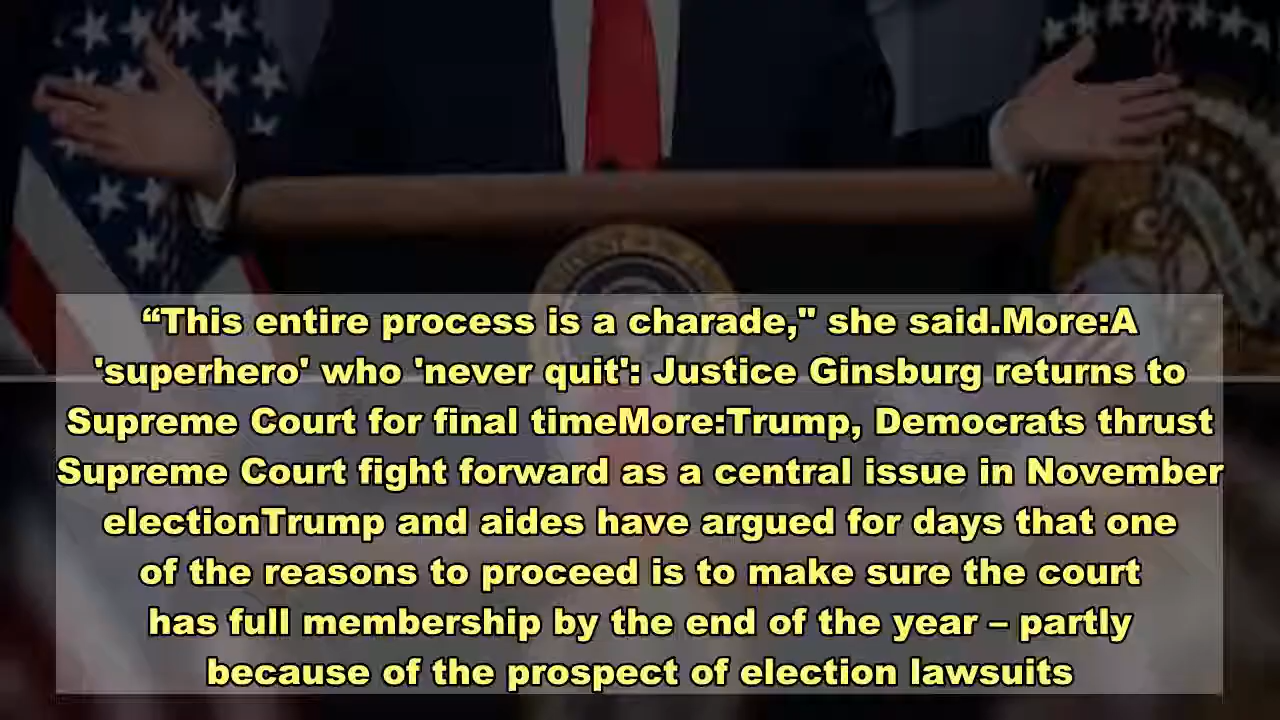 “This entire process is a charade," she said.More:A
'superhero' who 'never quit': Justice Ginsburg returns to
Supreme Court for final timeMore:Trump, Democrats thrust
Supreme Court fight forward as a central issue in November
electionTrump and aides have argued for days that one
of the reasons to proceed is to make sure the court
has full membership by the end of the year – partly
because of the prospect of election lawsuits